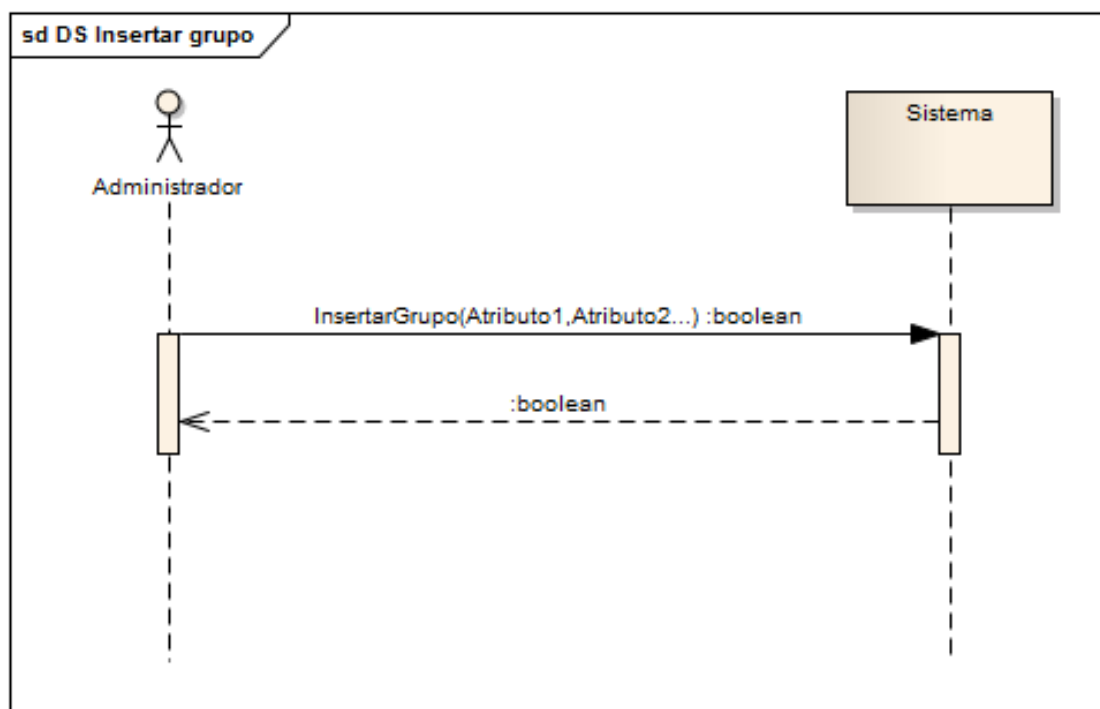 sd DS Insertar grupo
Sistema
Administrador
InsertarGrupo(Atributo1,Atributo2...) :boolean
:boolean